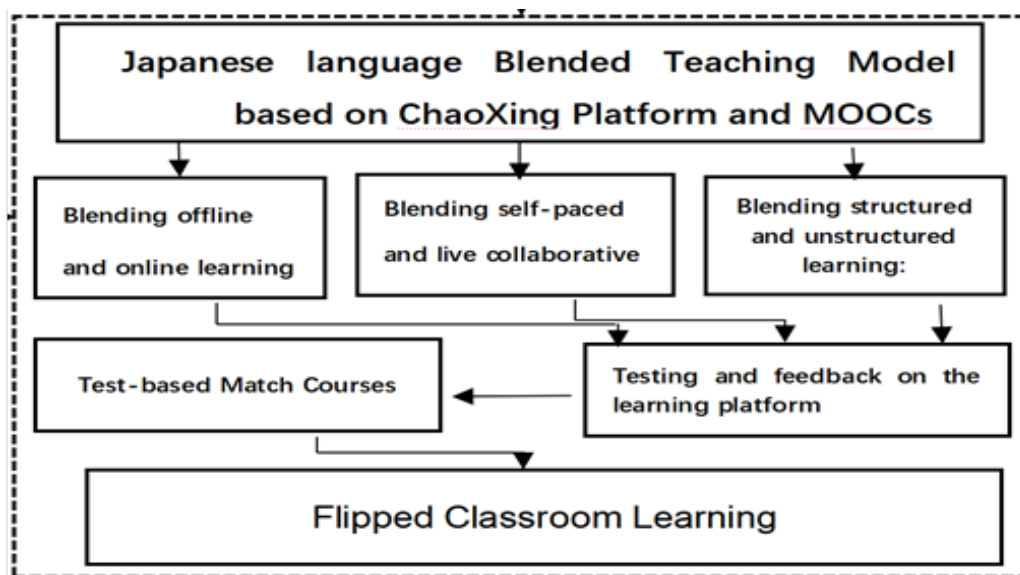 Japanese language Blended Teaching Model
based on ChaoXing Platform and MOOCs
Blending offline
and online learning
Blending self-paced
and live collaborative
Blending structured
and unstructured
learning:
Test-based Match Courses
Testing and feedback on the
learning platform
Flipped Classroom Learning